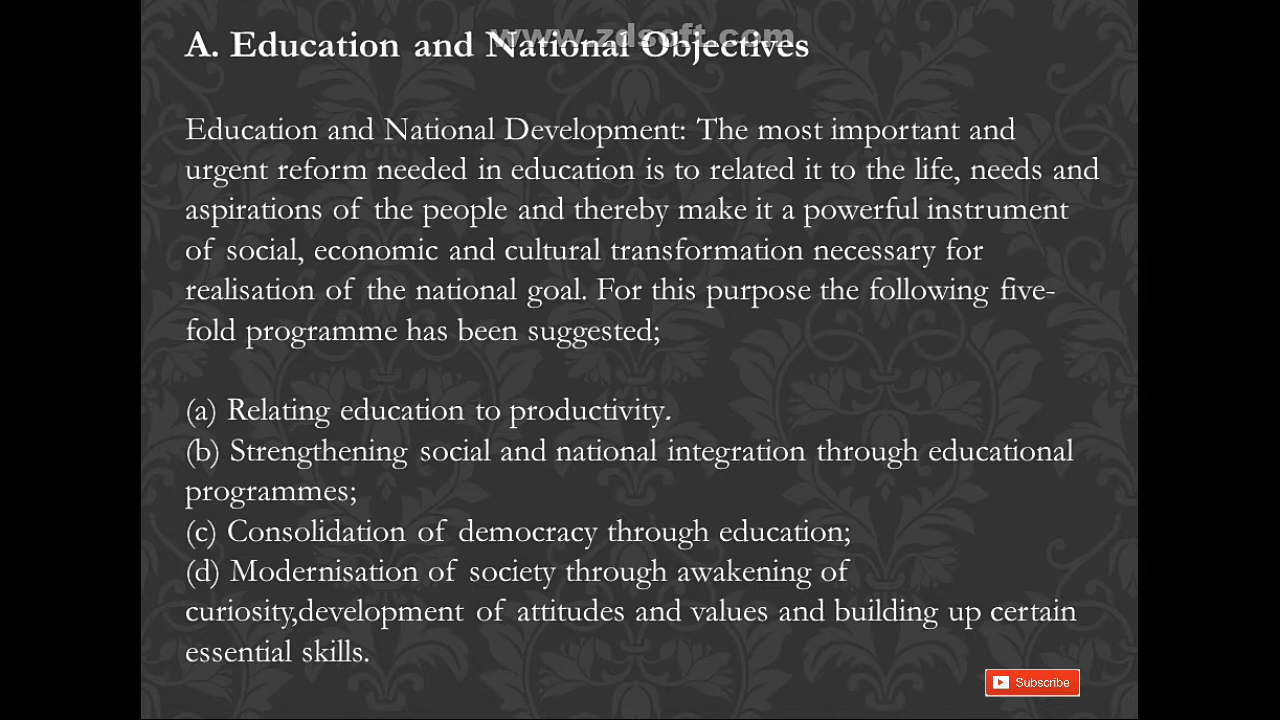 www.zdsoft.com
A. Education and National Objectives
Education and National Development: The most important and
urgent reform needed in education is to related it to the life, needs and
aspirations of the people and thereby make it a powerful instrument
of social, economic and cultural transformation necessary for
realisation of the national goal. For this purpose the following five-
fold programme has been suggested;
(a) Relating education to productivity.
(b) Strengthening social and national integration through educational
programmes;
(c) Consolidation of democracy through education;
(d) Modernisation of society through awakening of
curiosity,development of attitudes and values and building up certain
essential skills.
Subscribe